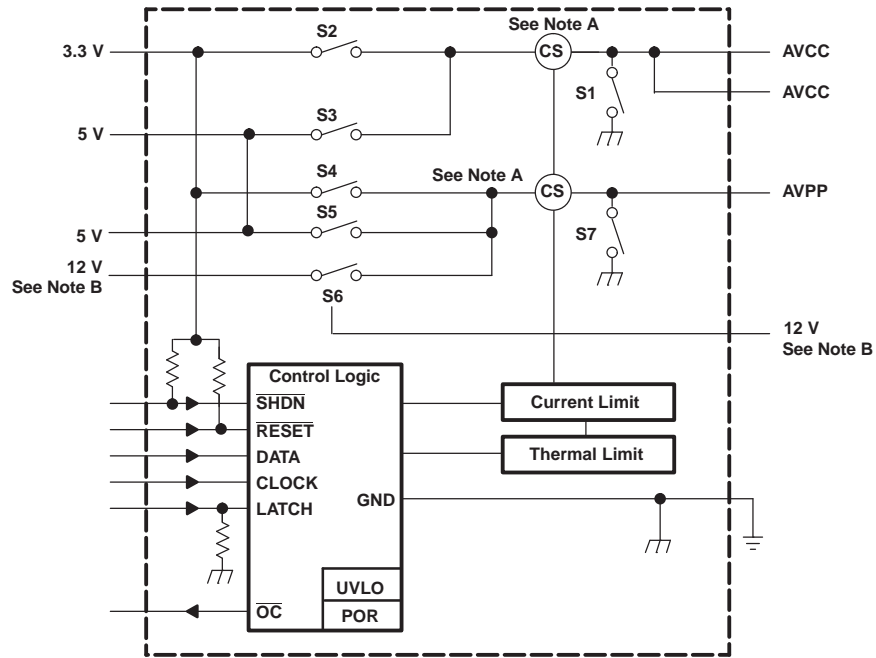 See Note A
S2
3.3 V
CS
AVCC
S1
AVCC
S3
5 V
S4
See Note A
CS
AVPP
S5
5 V
S7
12 V
See Note B
S6
12 V
See Note B
Control Logic
SHDN
Current Limit
RESET
DATA
Thermal Limit
CLOCK
LATCH
GND
UVLO
OC
POR